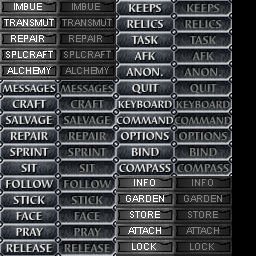 IMBUE IMBUE KEEPS KEEPS
TRANSMUT TRANSMUT RELICS RELICS
REPAIR REPAIR TASK TASK
SPLCRAFT SPLCRAFT AFK AFK
ALCHEMY ALCHEMY ANON. ANON.
MESSAGES MESSAGES QUIT QUIT
CRAFT CRAFT KEYBOARD KEYBOARD
SALVAGE SALVAGE COMMAND COMMAND
REPAIR REPAIR OPTIONS OPTIONS
SPRINT SPRINT BIND BIND
SIT SIT COMPASS COMPASS
FOLLOW FOLLOW INFO INFO
STICK STICK GARDEN GARDEN
FACE FACE STORE STORE
PRAY PRAY ATTACH ATTACH
RELEASE RELEASE LOCK LOCK